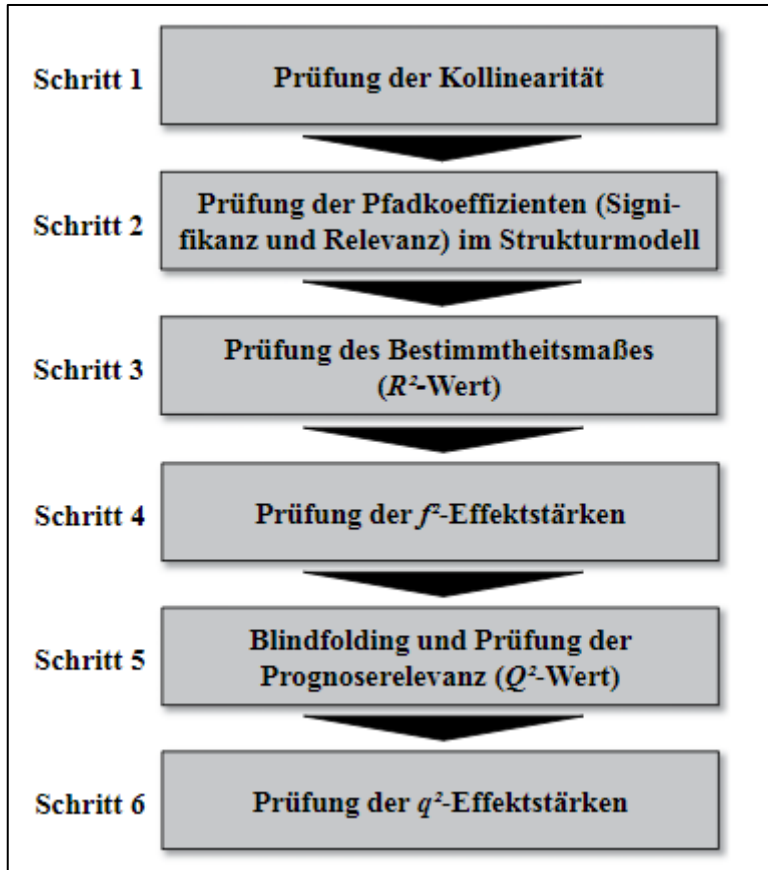 Schritt 1
Prüfung der Kollinearität
Schritt 2
Prüfung der Pfadkoeffizienten (Signi-
fikanz und Relevanz) im Strukturmodell
Schritt 3
Prüfung des Bestimmtheitsmaßes
(R²-Wert)
Schritt 4
Prüfung der f²-Effektstärken
Schritt 5
Blindfolding und Prüfung der
Prognoserelevanz (Q²-Wert)
Schritt 6
Prüfung der q²-Effektstärken